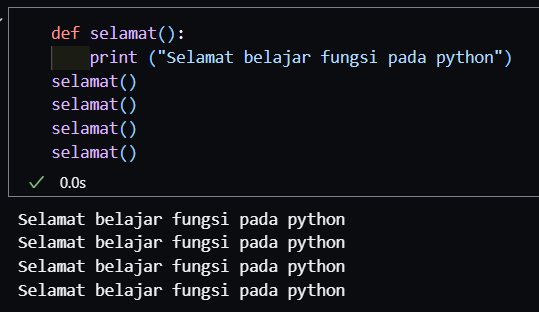 def selamat():
    print ("Selamat belajar fungsi pada python")
selamat()
selamat()
selamat()
selamat()
0.0s
Selamat belajar fungsi pada python
Selamat belajar fungsi pada python
Selamat belajar fungsi pada python
Selamat belajar fungsi pada python